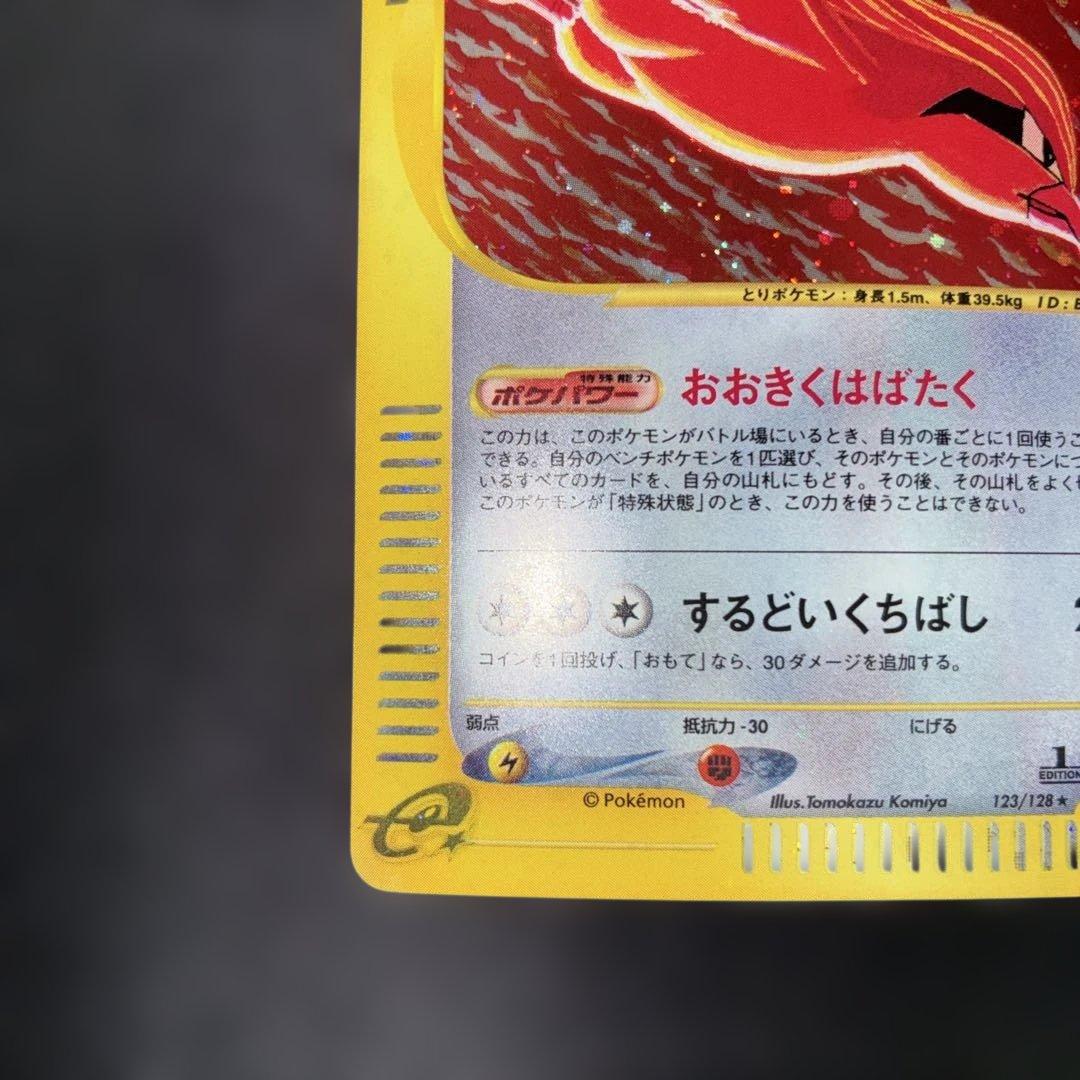 とりポケモン：身長1.5m、体重39.5kg ID:E
特殊能力
ポケパワー おおきくはばたく
この力は、このポケモンがバトル場にいるとき、自分の番ごとに1回使うこ
できる。自分のベンチポケモンを1匹選び、そのポケモンとそのポケモンにつ
いるすべてのカードを、自分の山札にもどす。その後、その山札をよく
このポケモンが「特殊状態」のとき、この力を使うことはできない。
するどいくちばし
コインを1回投げ、「おもて」なら、30ダメージを追加する。
弱点 抵抗力 -30 にげる
1
EDITION
© Pokémon Illus.Tomokazu Komiya 123/128★
e